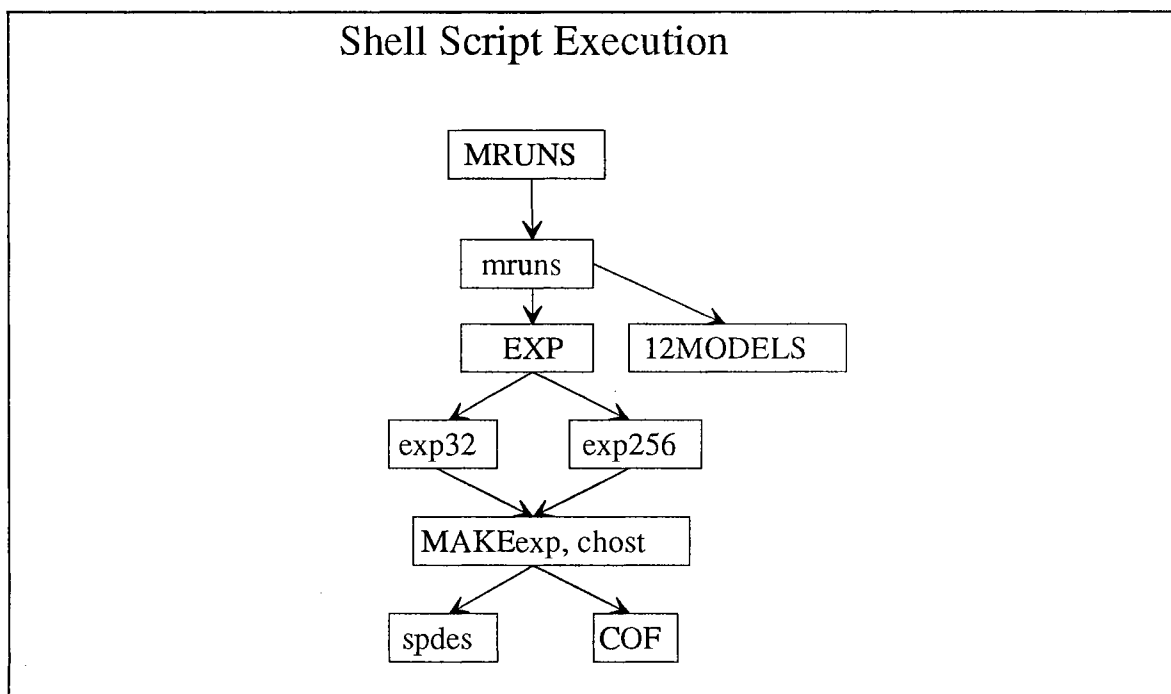 Shell Script Execution
MRUNS
mruns
EXP
12MODELS
exp32
exp256
MAKEexp, chost
spdes
COF